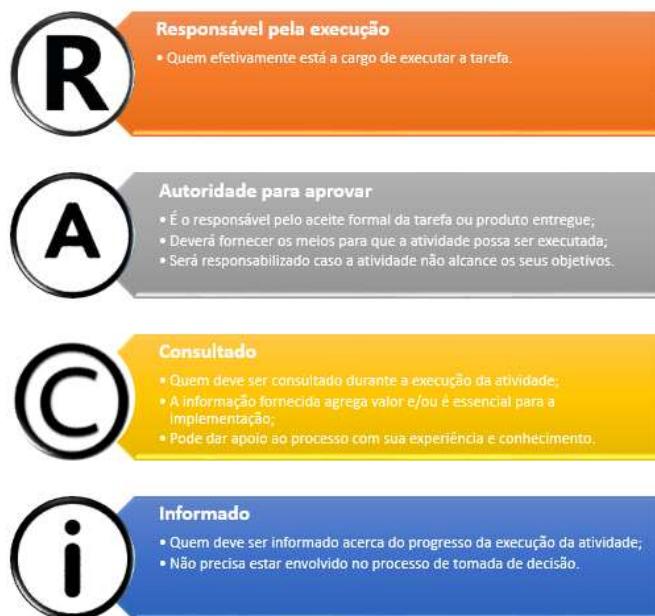 R
Responsável pela execução
• Quem efetivamente está a cargo de executar a tarefa.
A
Autoridade para aprovar
• É o responsável pelo aceite formal da tarefa ou produto entregue;
• Deverá fornecer os meios para que a atividade possa ser executada;
• Será responsabilizado caso a atividade não alcance os seus objetivos.
C
Consultado
• Quem deve ser consultado durante a execução da atividade;
• A informação fornecida agrega valor e/ou é essencial para a
implementação;
• Pode dar apoio ao processo com sua experiência e conhecimento.
i
Informado
• Quem deve ser informado acerca do progresso da execução da atividade;
• Não precisa estar envolvido no processo de tomada de decisão.